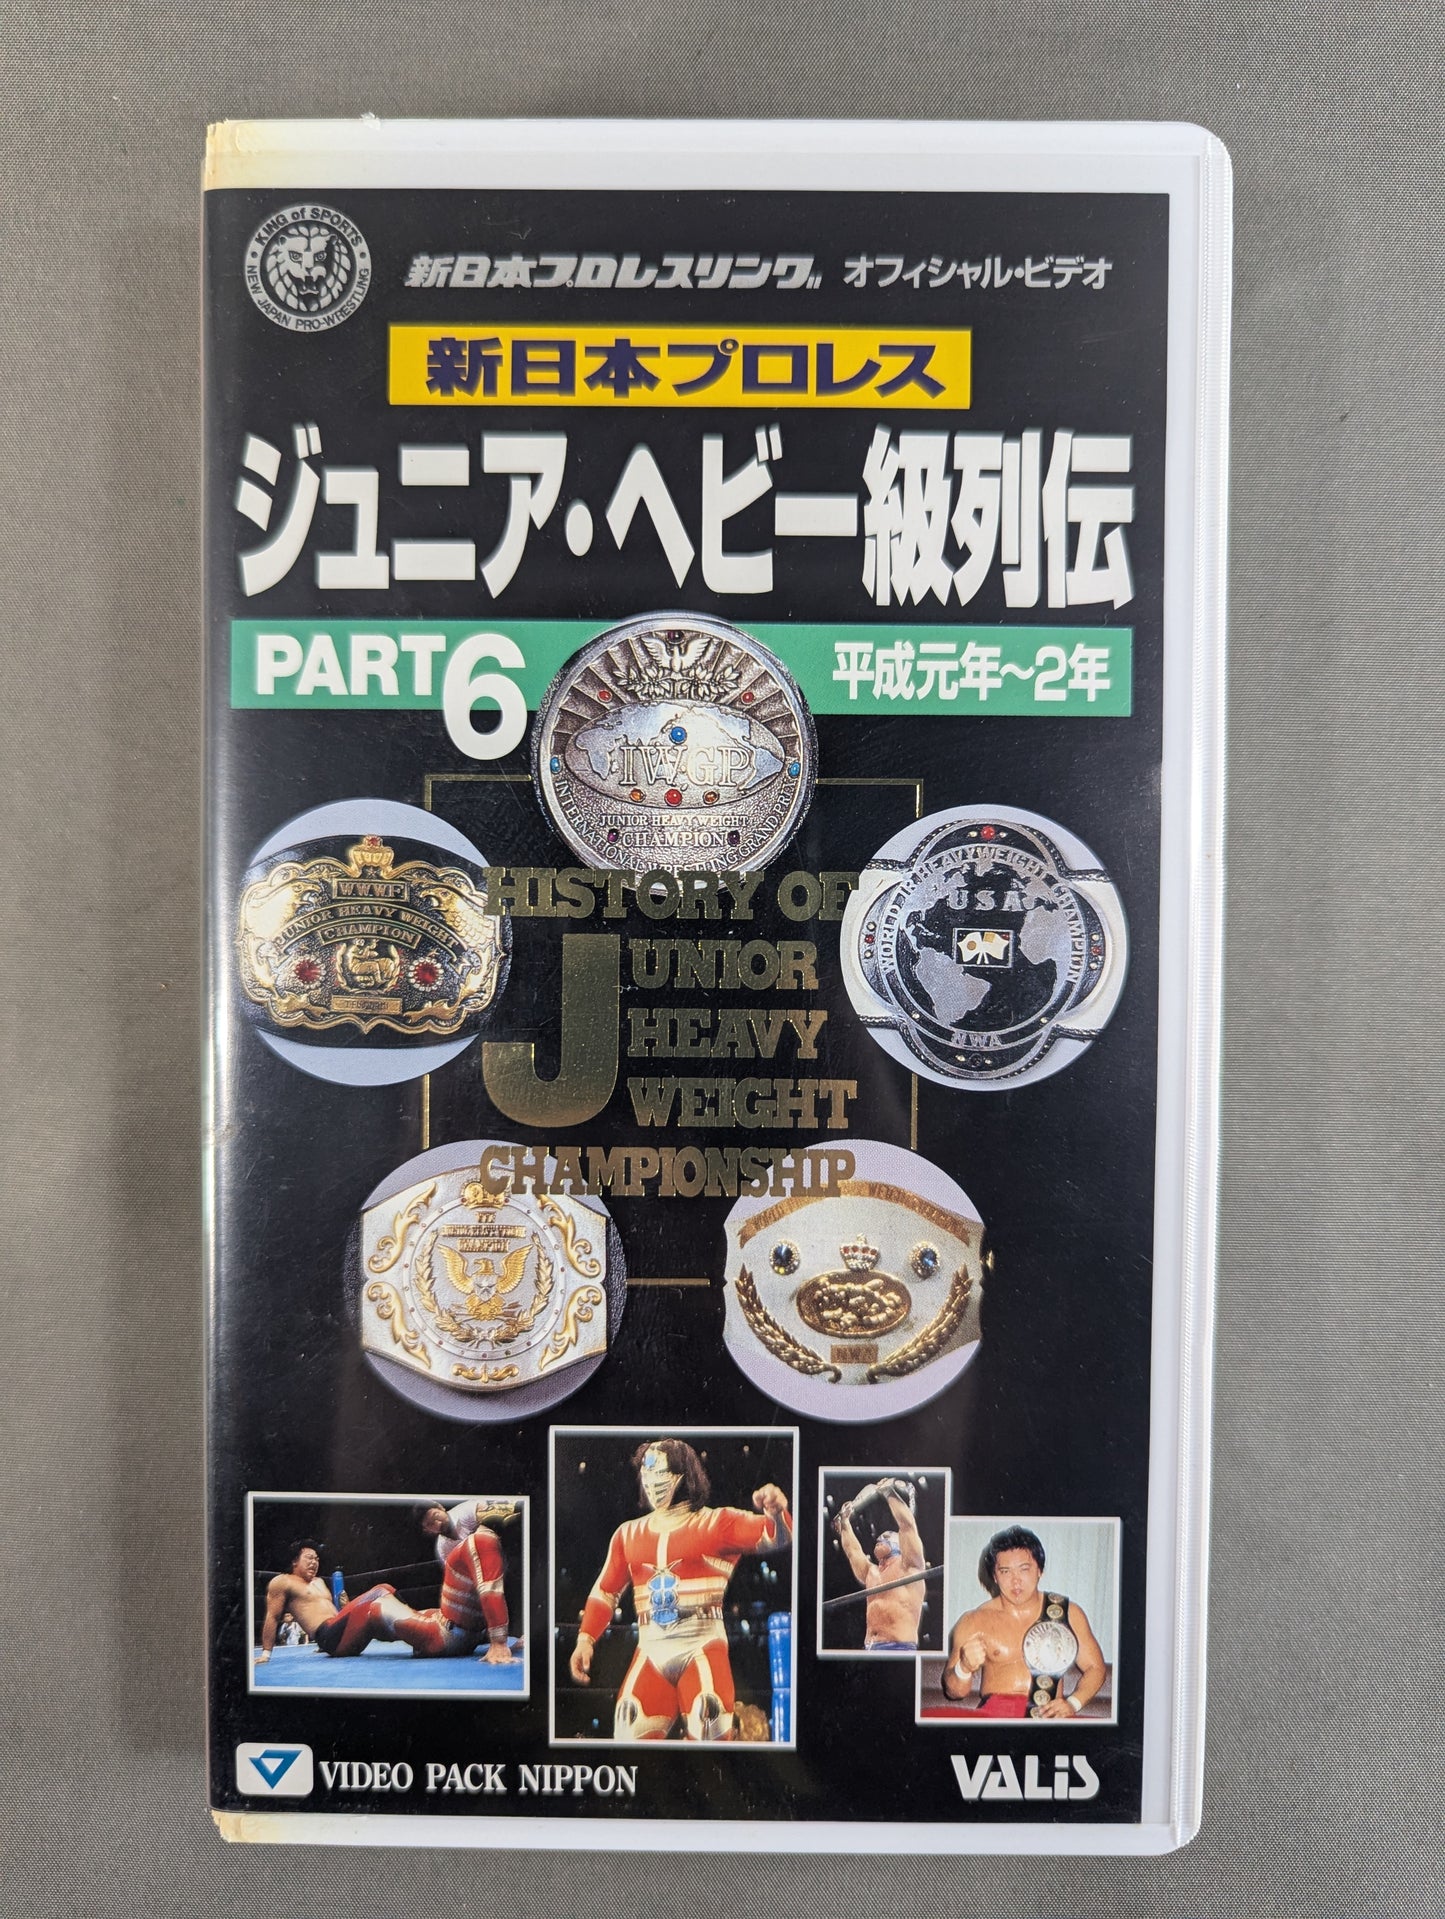 KING of SPORTS
NEW JAPAN PRO-WRESTLING
新日本プロレスリング オフィシャル・ビデオ
新日本プロレス
ジュニア・ヘビー級列伝
PART6
平成元年〜2年
IWGP
JUNIOR HEAVY WEIGHT
CHAMPION
INTERNATIONAL WRESTLING GRAND PRIX
WWWF
JUNIOR HEAVY WEIGHT
CHAMPION
WORLD JR HEAVYWEIGHT CHAMPION
USA
NWA
HISTORY OF
JUNIOR
HEAVY
WEIGHT
CHAMPIONSHIP
NWA
VIDEO PACK NIPPON
VALiS